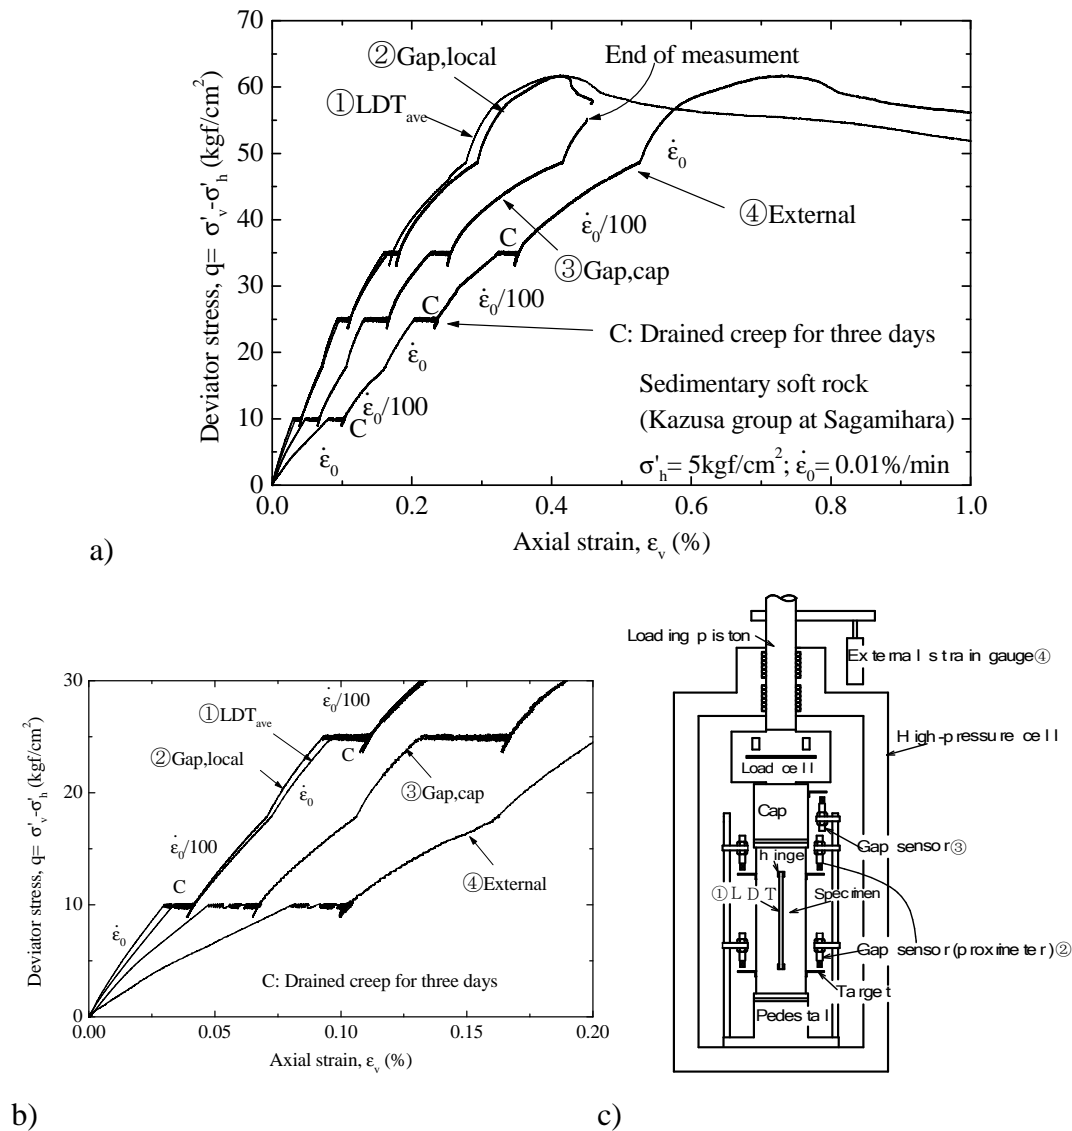 70
60
50
40
30
20
10
0
Deviator stress, q= σ'v-σ'h (kgf/cm²)
②Gap,local
End of measument
①LDTave
ε̇0
④External
C
ε̇0/100
③Gap,cap
C
ε̇0/100
C: Drained creep for three days
ε̇0
ε̇0/100
C
ε̇0
Sedimentary soft rock
(Kazusa group at Sagamihara)
σ'h= 5kgf/cm²; ε̇0= 0.01%/min
0.0 0.2 0.4 0.6 0.8 1.0
Axial strain, εv (%)
a)
30
20
10
0
Deviator stress, q= σ'v-σ'h (kgf/cm²)
ε̇0/100
①LDTave
②Gap,local
C
ε̇0
③Gap,cap
ε̇0/100
④External
C
ε̇0
C: Drained creep for three days
0.00 0.05 0.10 0.15 0.20
Axial strain, εv (%)
b)
Loading piston
External strain gauge④
High-pressure cell
Load cell
Cap
Gap sensor③
hinge
①LDT
Specimen
Gap sensor(proximeter)②
Target
Pedestal
c)